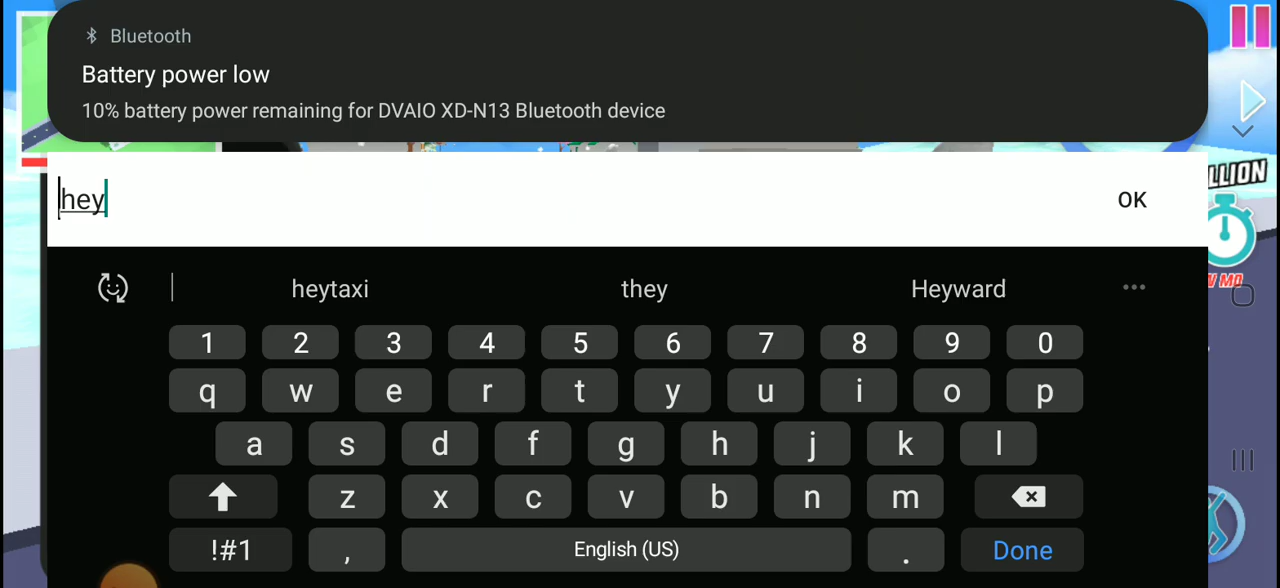 Bluetooth
Battery power low
10% battery power remaining for DVAIO XD-N13 Bluetooth device
hey
OK
LLION
heytaxi they Heyward
1 2 3 4 5 6 7 8 9 0
q w e r t y u i o p
a s d f g h j k l
z x c v b n m
!#1 , English (US) . Done